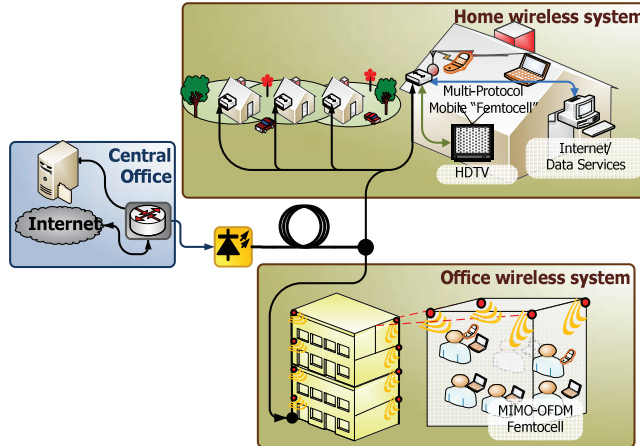 Home wireless system
Multi-Protocol
Mobile “Femtocell”
HDTV
Internet/
Data Services
Central
Office
Internet
Office wireless system
MIMO-OFDM
Femtocell